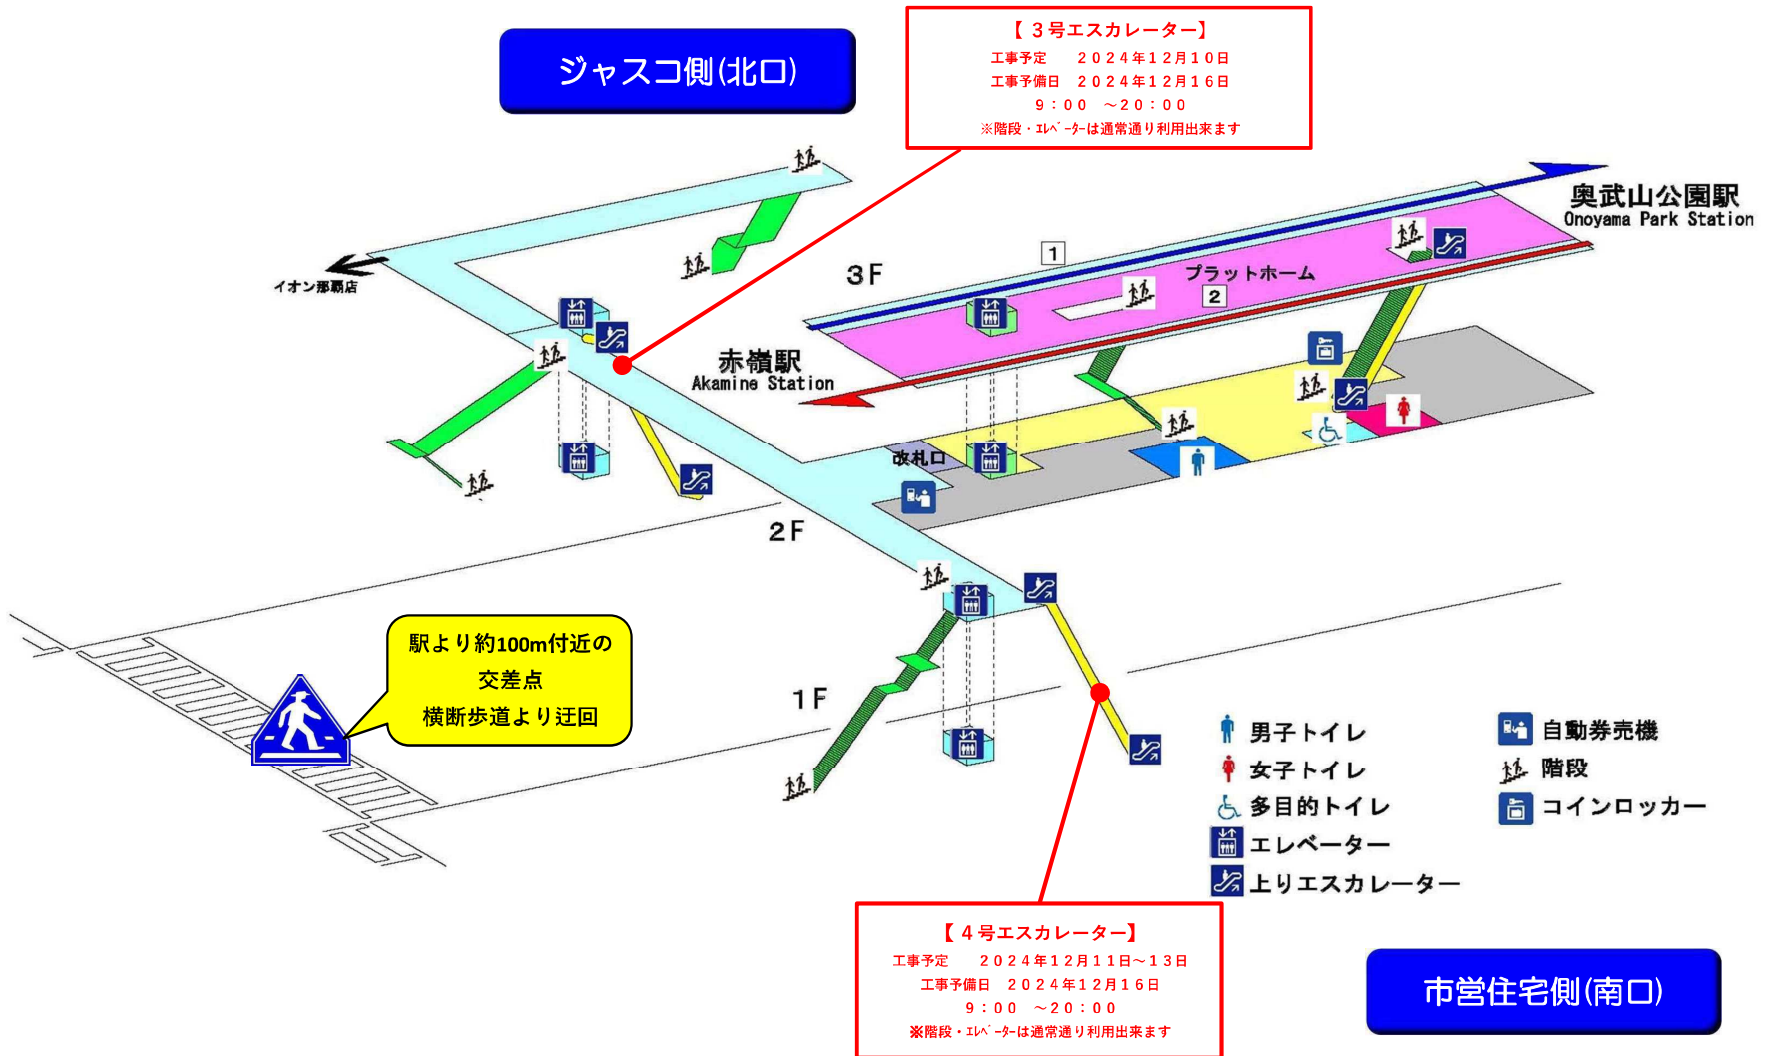 ジャスコ側(北口)
【３号エスカレーター】
工事予定　２０２４年１２月１０日
工事予備日　２０２４年１２月１６日
９：００　～２０：００
※階段・ｴﾚﾍﾞｰﾀｰは通常通り利用出来ます
奥武山公園駅
Onoyama Park Station
イオン那覇店
3F
1
プラットホーム
2
赤嶺駅
Akamine Station
改札口
2F
駅より約100m付近の
交差点
横断歩道より迂回
1F
男子トイレ
女子トイレ
多目的トイレ
エレベーター
上りエスカレーター
自動券売機
階段
コインロッカー
【４号エスカレーター】
工事予定　２０２４年１２月１１日～１３日
工事予備日　２０２４年１２月１６日
９：００　～２０：００
※階段・ｴﾚﾍﾞｰﾀｰは通常通り利用出来ます
市営住宅側(南口)